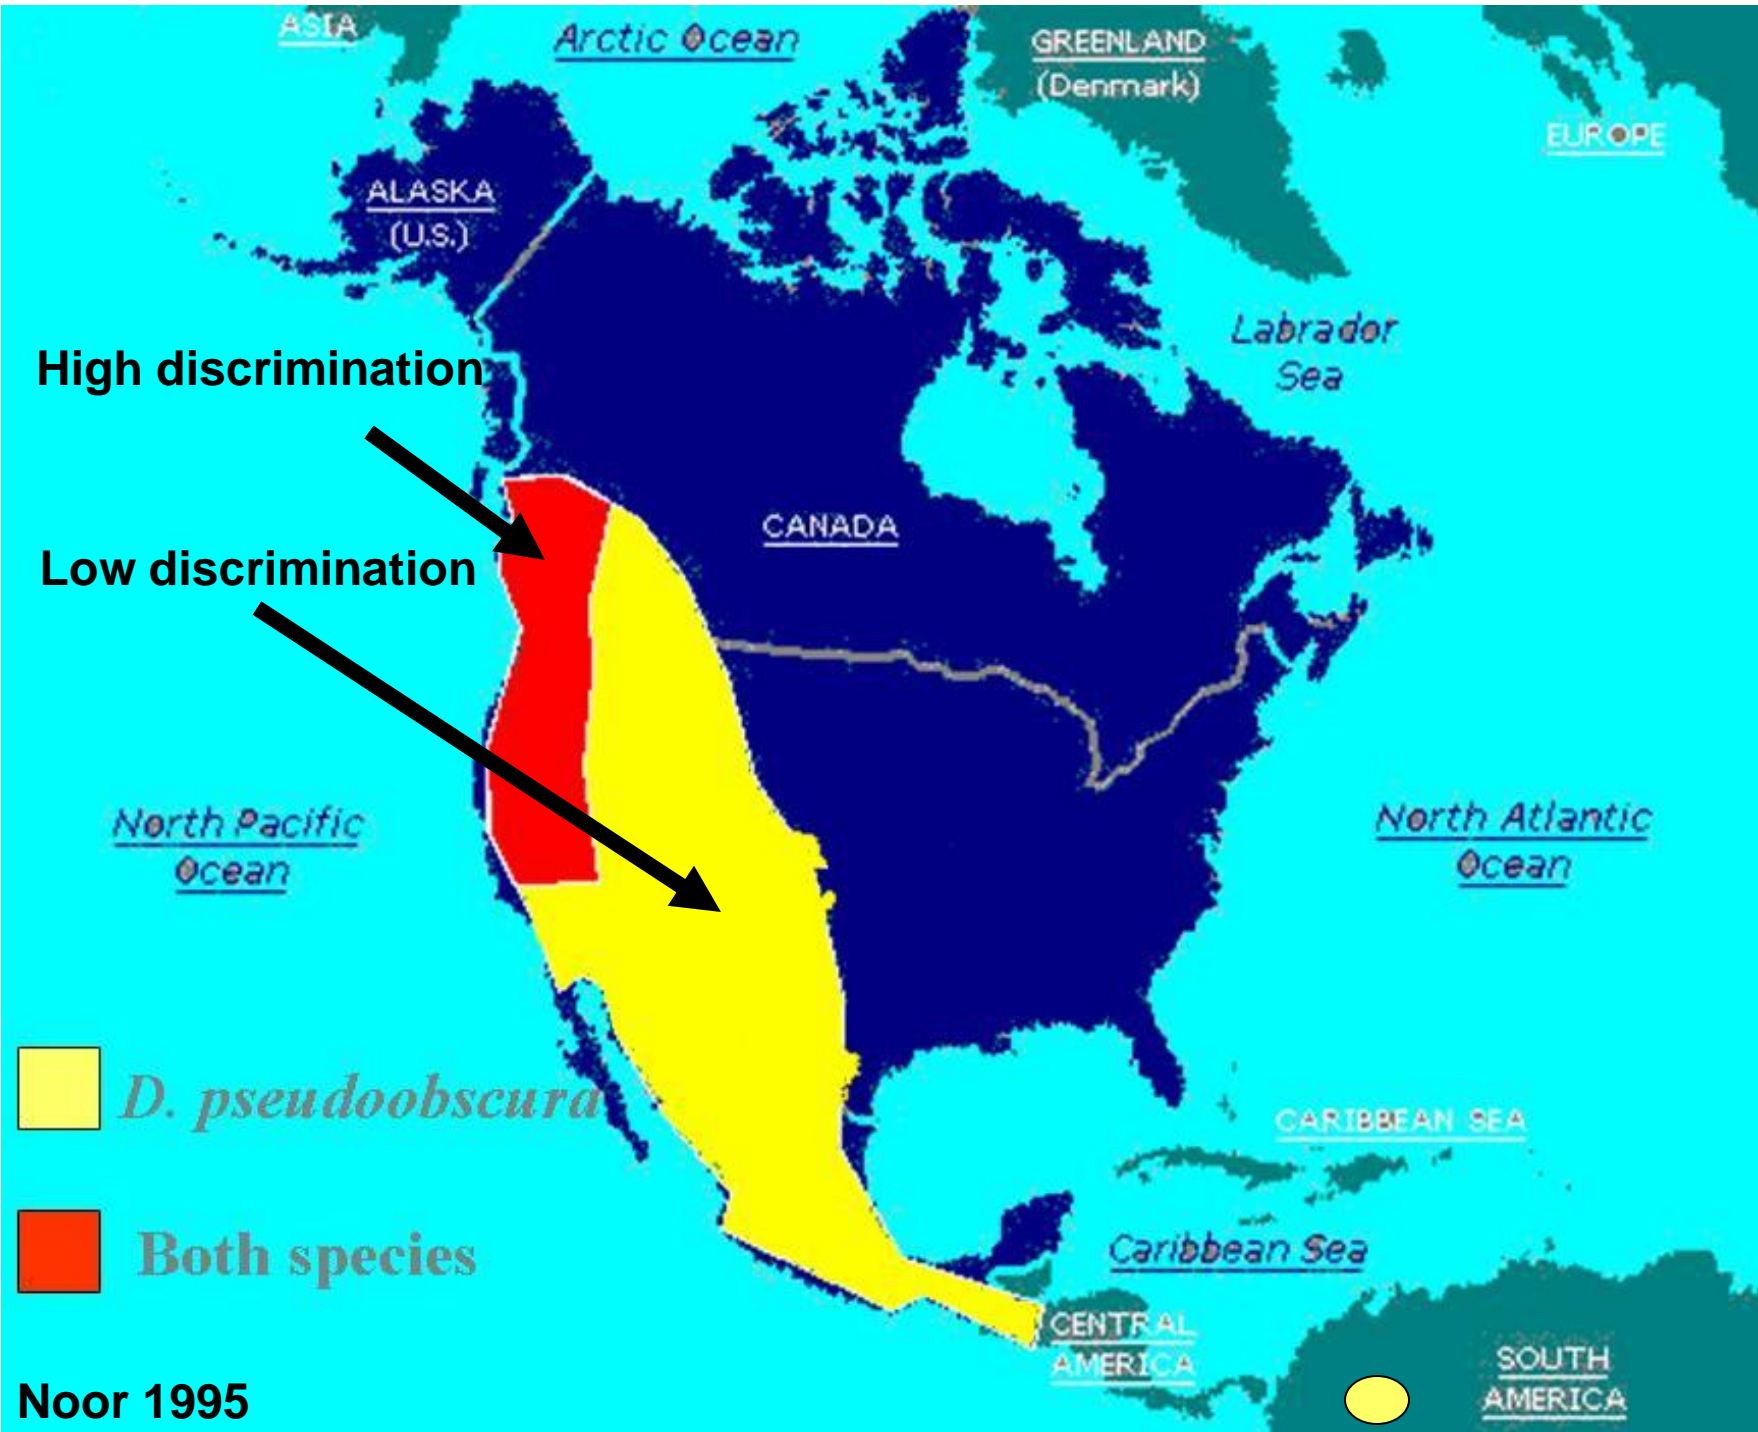 ASIA
Arctic Ocean
GREENLAND
(Denmark)
EUROPE
ALASKA
(U.S.)
Labrador
Sea
High discrimination
CANADA
Low discrimination
North Pacific
Ocean
North Atlantic
Ocean
D. pseudoobscura
CARIBBEAN SEA
Both species
Caribbean Sea
CENTRAL
AMERICA
SOUTH
AMERICA
Noor 1995